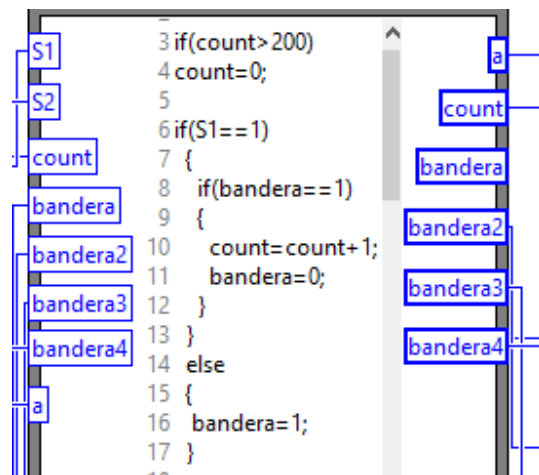 S1
S2
count
bandera
bandera2
bandera3
bandera4
a
3 if(count>200)
4 count=0;
5
6 if(S1==1)
7 {
8 if(bandera==1)
9 {
10 count=count+1;
11 bandera=0;
12 }
13 }
14 else
15 {
16 bandera=1;
17 }
a
count
bandera
bandera2
bandera3
bandera4